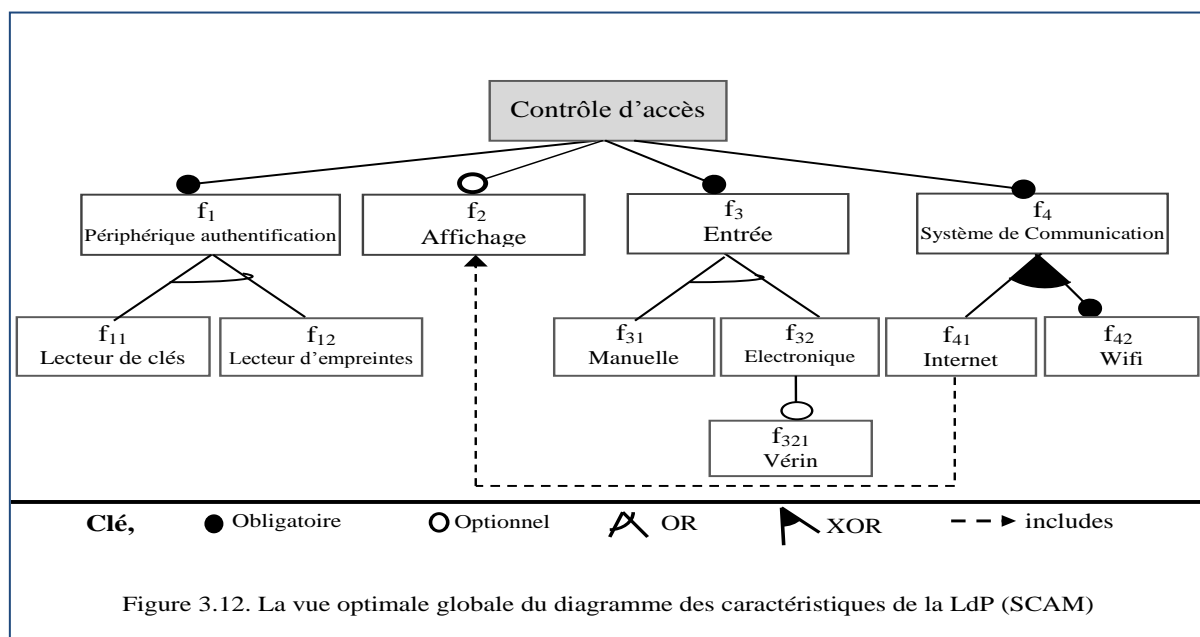 Contrôle d'accès
f1
Périphérique authentification
f2
Affichage
f3
Entrée
f4
Système de Communication
f11
Lecteur de clés
f12
Lecteur d'empreintes
f31
Manuelle
f32
Electronique
f41
Internet
f42
Wifi
f321
Vérin
Clé,
Obligatoire
Optionnel
OR
XOR
includes
Figure 3.12. La vue optimale globale du diagramme des caractéristiques de la LdP (SCAM)